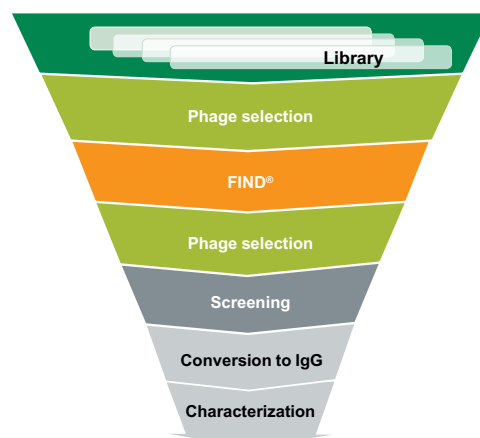 Library
Phage selection
FIND®
Phage selection
Screening
Conversion to IgG
Characterization